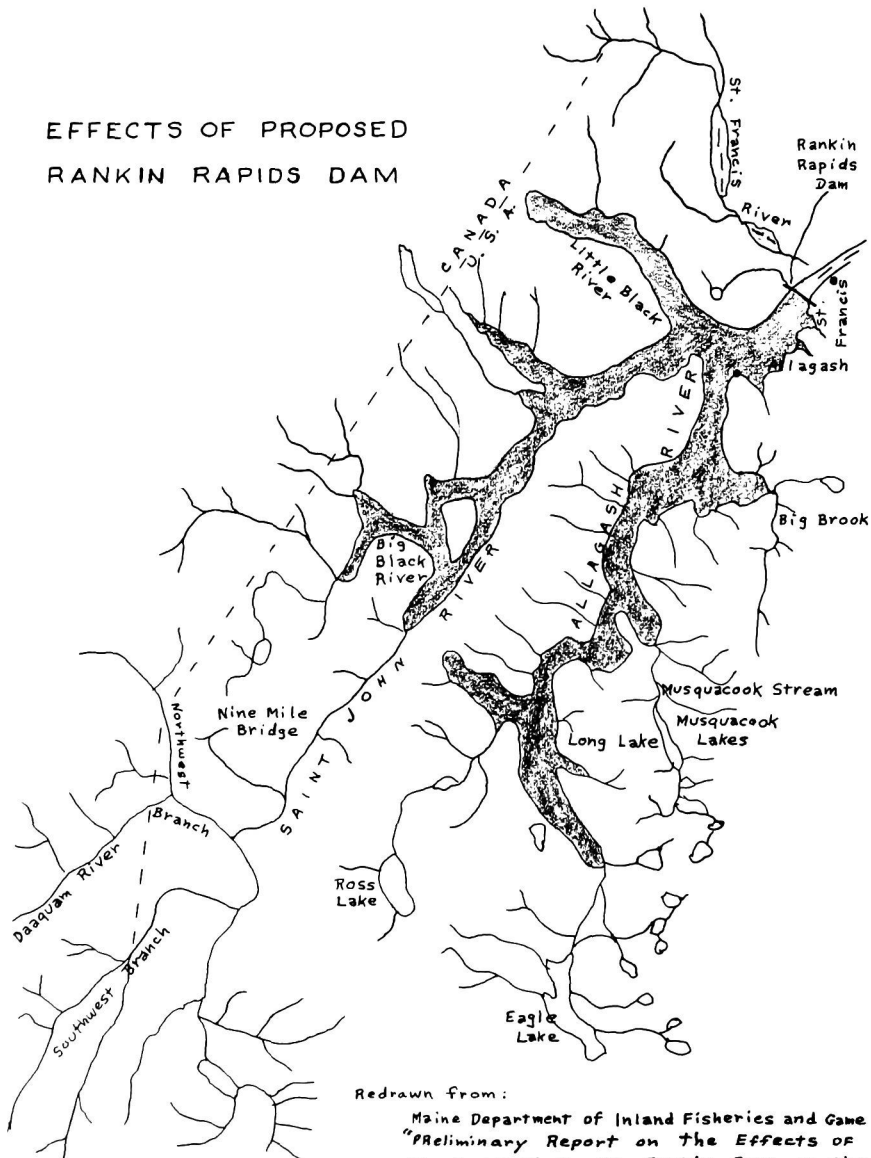 EFFECTS OF PROPOSED
RANKIN RAPIDS DAM
St. Francis
River
Rankin
Rapids
Dam
CANADA
U.S.A.
Little Black
River
St.
Francis
Allagash
ALLAGASH RIVER
Big Brook
Big
Black
River
SAINT JOHN RIVER
Musquacook Stream
Musquacook
Lakes
Long Lake
Nine Mile
Bridge
Northwest
Branch
Daaquam River
Southwest Branch
Ross
Lake
Eagle
Lake
Redrawn from:
Maine Department of Inland Fisheries and Game
"PReliminary Report on the Effects of